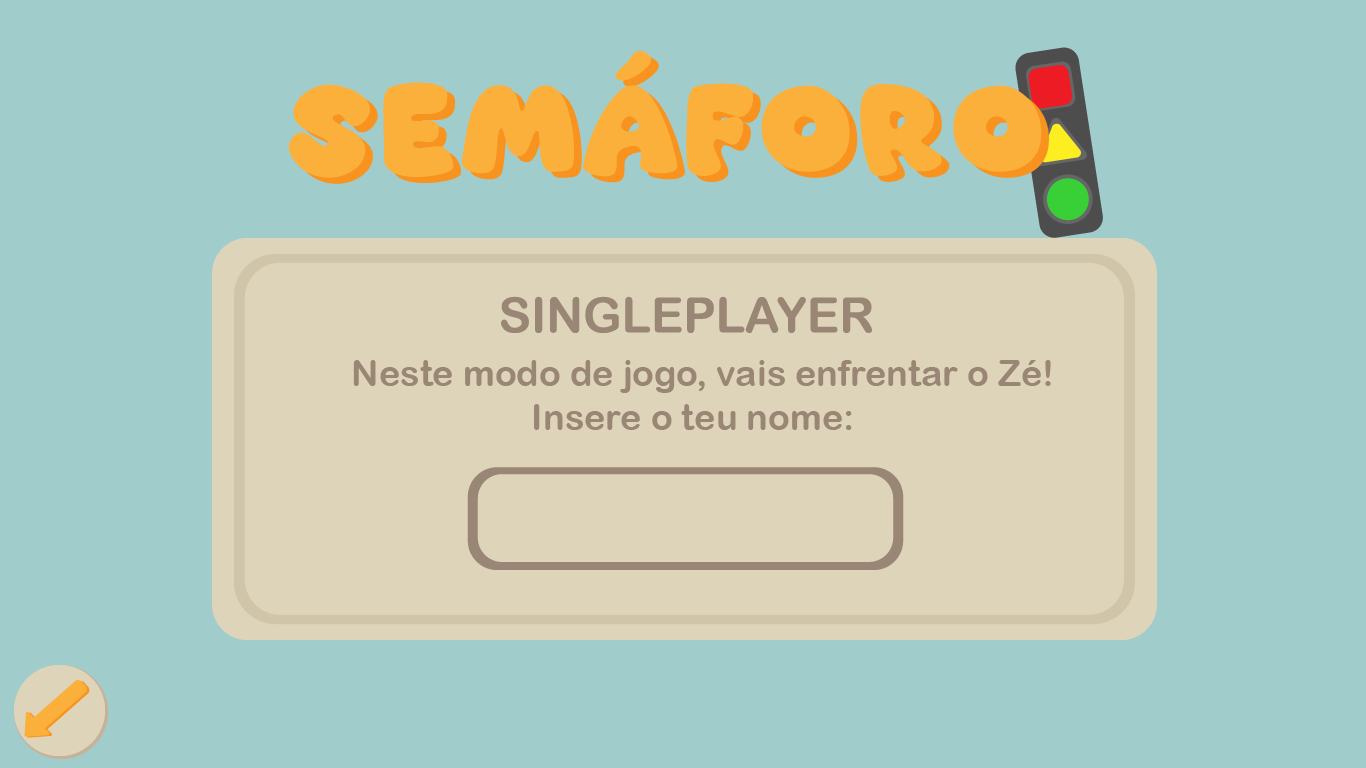 SEMÁFORO
SINGLEPLAYER
Neste modo de jogo, vais enfrentar o Zé!
Insere o teu nome: